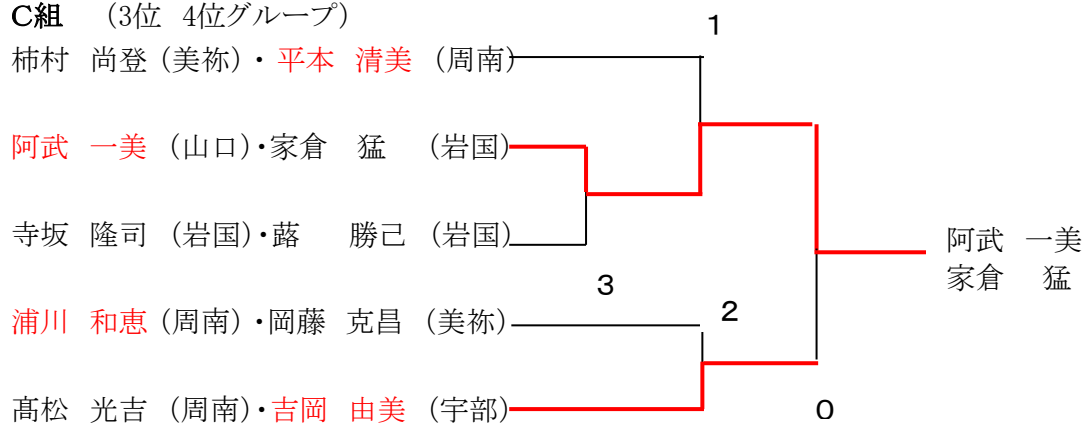 C組　（3位　4位グループ）
1
柿村　尚登（美祢）・平本　清美（周南）
阿武　一美（山口）・家倉　猛　（岩国）
寺坂　隆司（岩国）・蕗　　勝己（岩国）
阿武　一美
家倉　　猛
3
2
浦川　和恵（周南）・岡藤　克昌（美祢）
髙松　光吉（周南）・吉岡　由美（宇部）
0